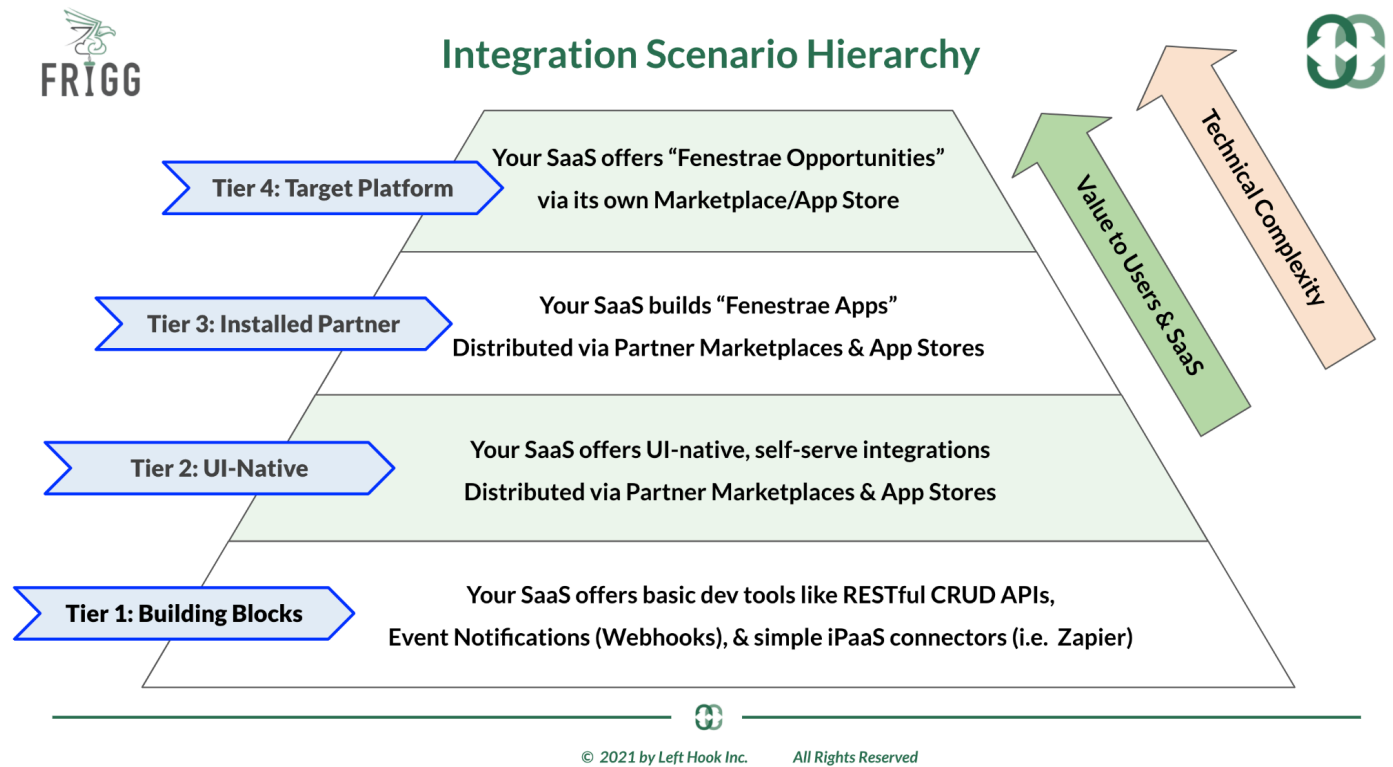 FRIGG
Integration Scenario Hierarchy
Technical Complexity
Value to Users & SaaS
Tier 4: Target Platform
Your SaaS offers “Fenestrae Opportunities”
via its own Marketplace/App Store
Tier 3: Installed Partner
Your SaaS builds “Fenestrae Apps”
Distributed via Partner Marketplaces & App Stores
Tier 2: UI-Native
Your SaaS offers UI-native, self-serve integrations
Distributed via Partner Marketplaces & App Stores
Tier 1: Building Blocks
Your SaaS offers basic dev tools like RESTful CRUD APIs,
Event Notifications (Webhooks), & simple iPaaS connectors (i.e. Zapier)
© 2021 by Left Hook Inc. All Rights Reserved